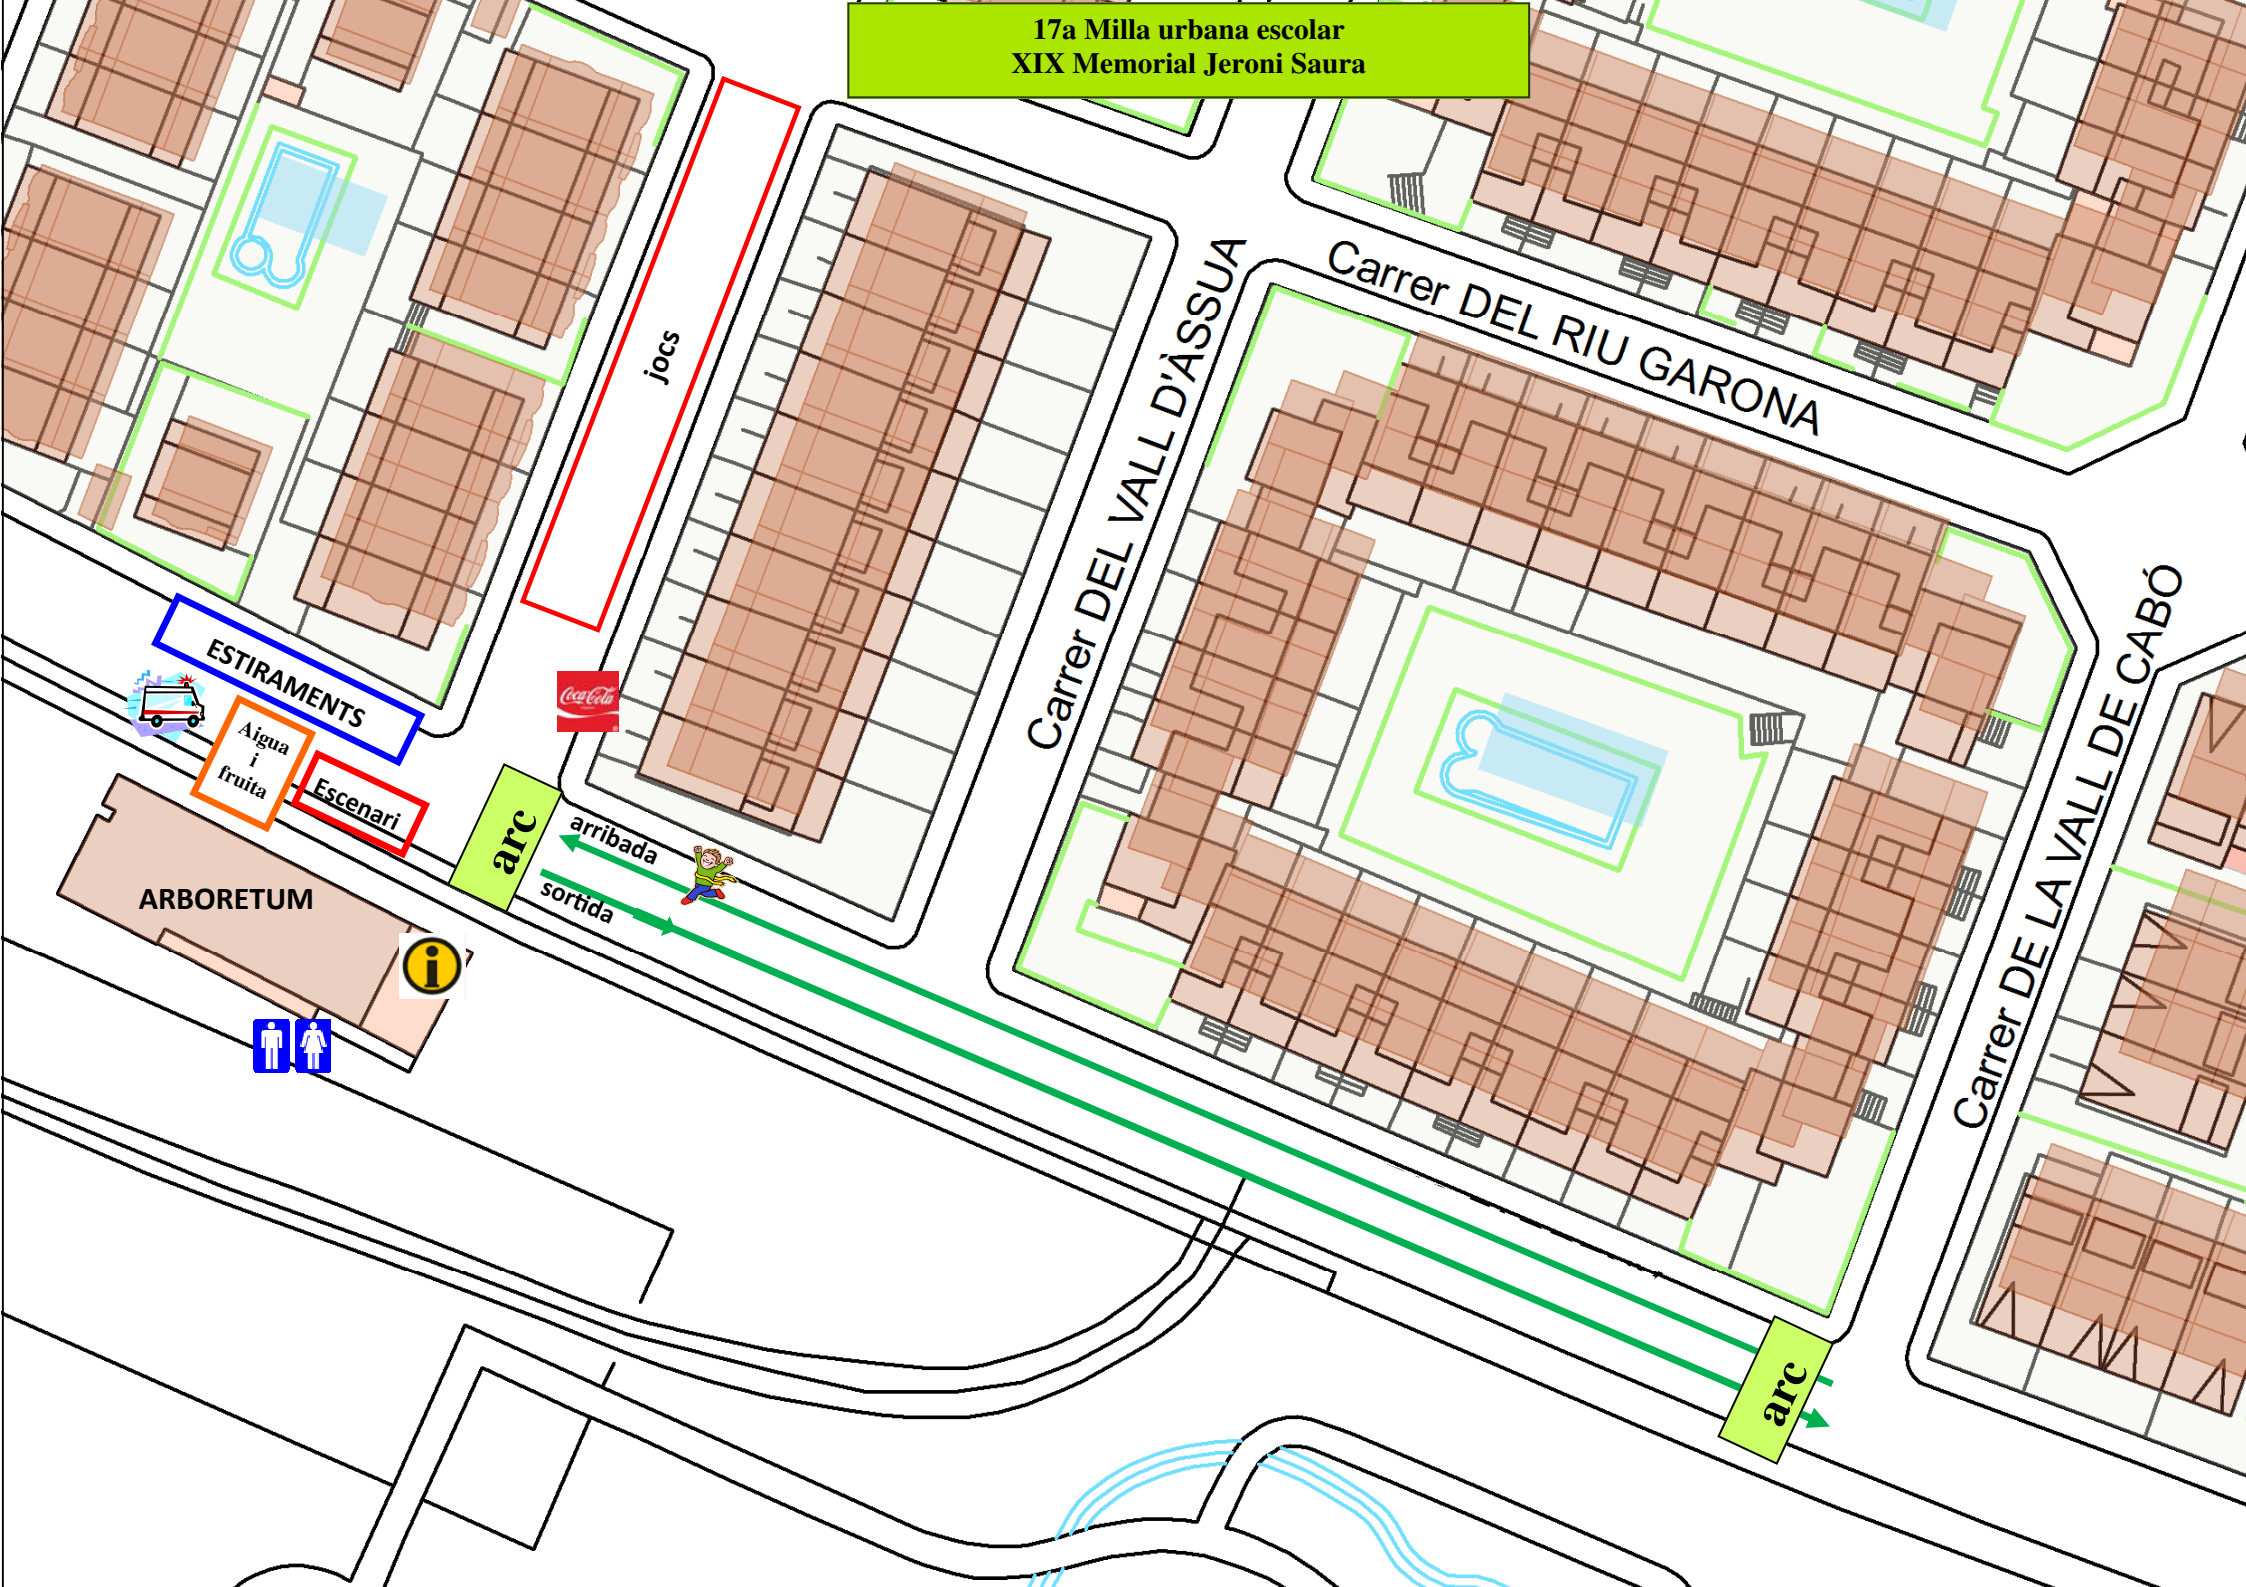 17a Milla urbana escolar
XIX Memorial Jeroni Saura
Carrer DEL RIU GARONA
Carrer DEL VALL D'ÀSSUA
Carrer DE LA VALL DE CABÓ
jocs
ESTIRAMENTS
Coca-Cola
Aigua
i
fruita
Escenari
arc
arribada
sortida
ARBORETUM
i
arc